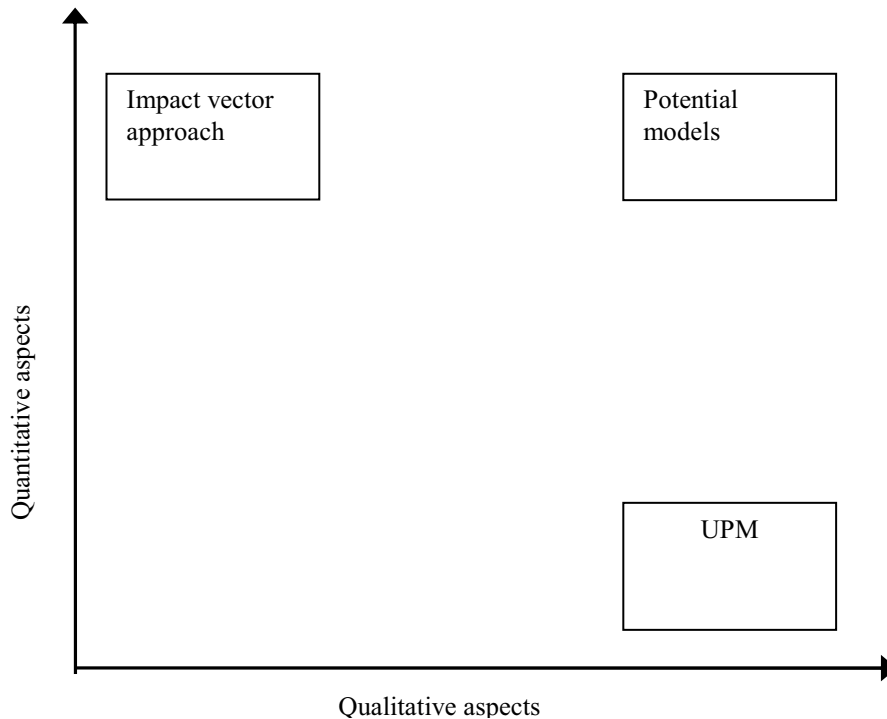 Impact vector
approach
Potential
models
Quantitative aspects
UPM
Qualitative aspects